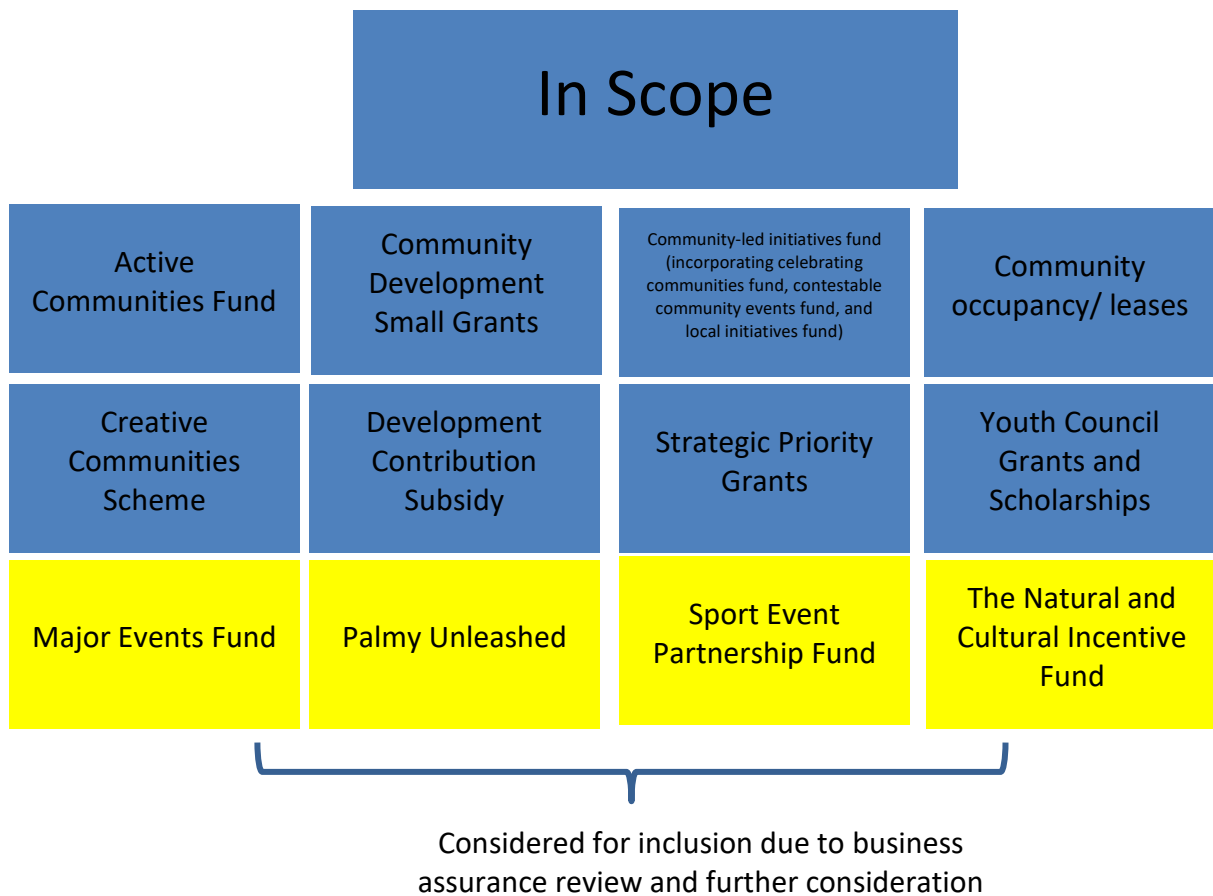 In Scope
Active
Communities Fund
Community
Development
Small Grants
Community-led initiatives fund
(incorporating celebrating
communities fund, contestable
community events fund, and
local initiatives fund)
Community
occupancy/ leases
Creative
Communities
Scheme
Development
Contribution
Subsidy
Strategic Priority
Grants
Youth Council
Grants and
Scholarships
Major Events Fund
Palmy Unleashed
Sport Event
Partnership Fund
The Natural and
Cultural Incentive
Fund
Considered for inclusion due to business
assurance review and further consideration